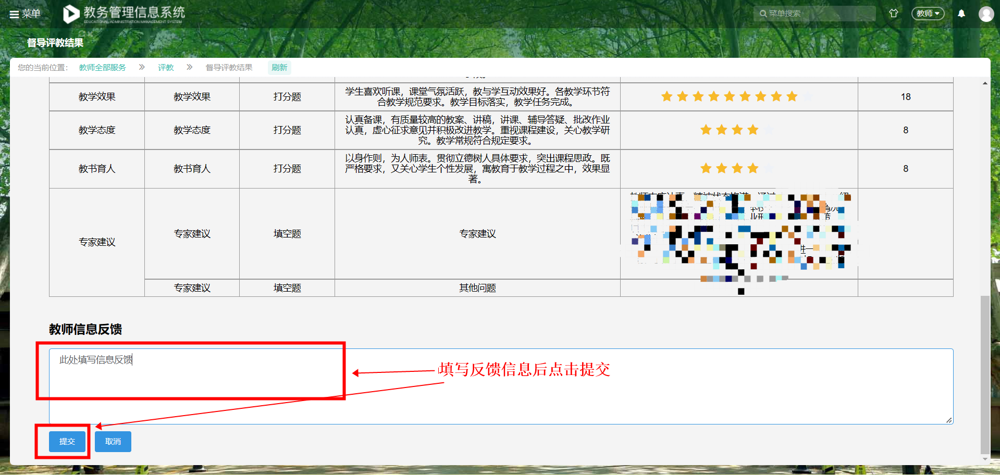 菜单
教务管理信息系统
EDUCATIONAL ADMINISTRATION MANAGEMENT SYSTEM
菜单搜索
教师
督导评教结果
您的当前位置：
教师全部服务
评教
督导评教结果
刷新
教学效果
教学效果
打分题
学生喜欢听课，课堂气氛活跃，教与学互动效果好。各教学环节符
合教学规范要求。教学目标落实，教学任务完成。
18
教学态度
教学态度
打分题
认真备课，有质量较高的教案、讲稿，讲课、辅导答疑、批改作业
认真，虚心征求意见并积极改进教学。重视课程建设，关心教学研
究。教学常规符合规定要求。
8
教书育人
教书育人
打分题
以身作则，为人师表。贯彻立德树人具体要求，突出课程思政。既
严格要求，又关心学生个性发展，寓教育于教学过程之中，效果显
著。
8
专家建议
专家建议
填空题
专家建议
专家建议
填空题
其他问题
教师信息反馈
此处填写信息反馈
填写反馈信息后点击提交
提交
取消